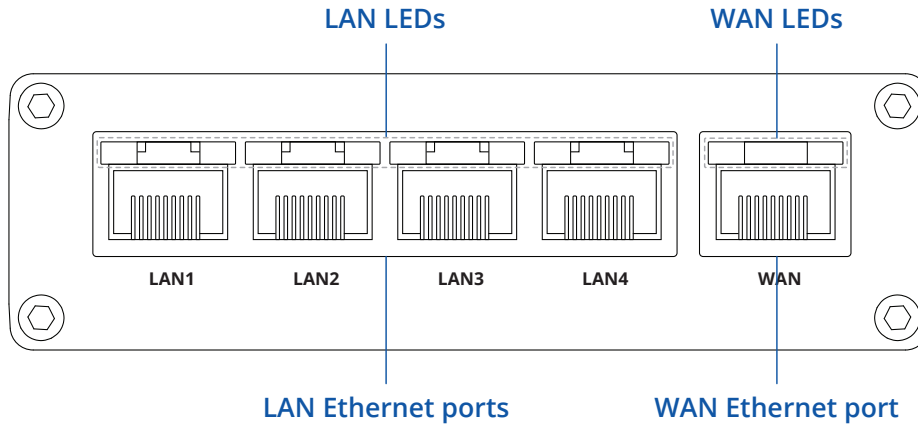 LAN LEDs
WAN LEDs
LAN1
LAN2
LAN3
LAN4
WAN
LAN Ethernet ports
WAN Ethernet port